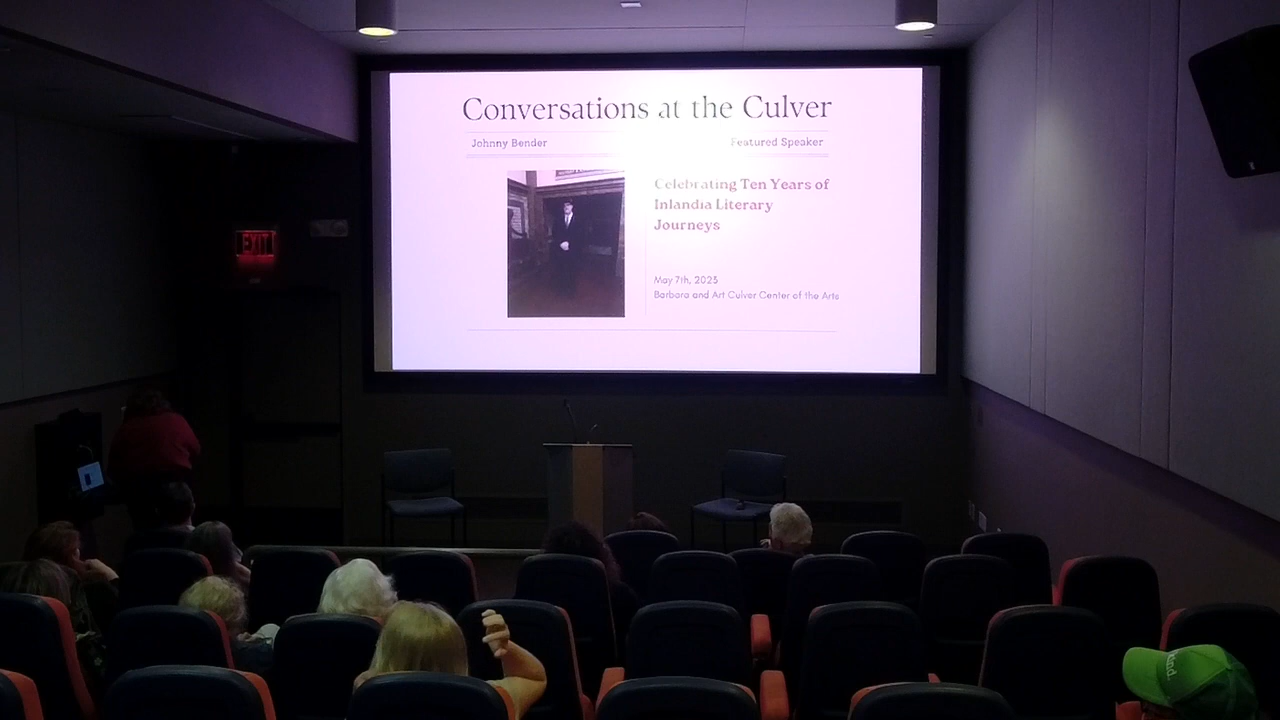 Conversations at the Culver
Johnny Bender
Featured Speaker
Celebrating Ten Years of
Inlandia Literary
Journeys
May 7th, 2025
Barbara and Art Culver Center of the Arts
EXIT